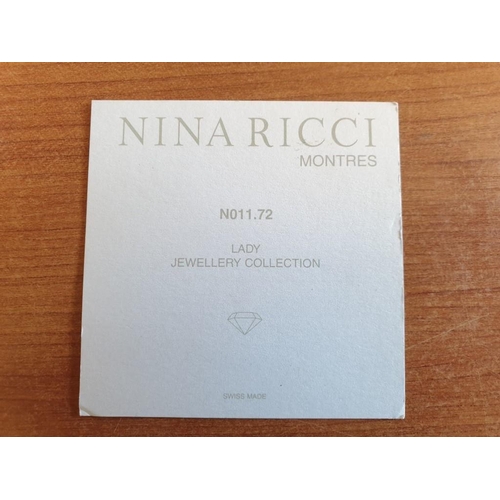 NINA RICCI
MONTRES
N011.72
LADY
JEWELLERY COLLECTION
SWISS MADE